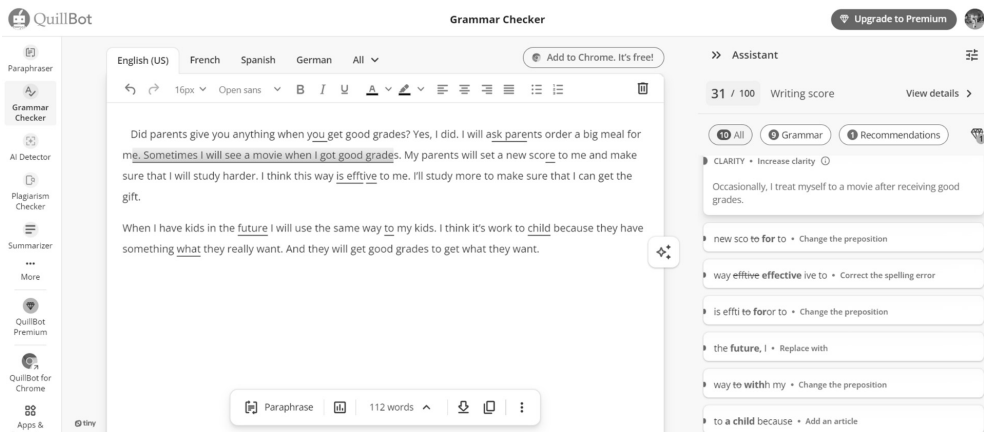 QuillBot
Grammar Checker
Upgrade to Premium
Paraphraser
Grammar
Checker
AI Detector
Plagiarism
Checker
Summarizer
More
QuillBot
Premium
QuillBot for
Chrome
Apps &
English (US) French Spanish German All
Add to Chrome. It's free!
16px Open sans B I U A
Did parents give you anything when you get good grades? Yes, I did. I will ask parents order a big meal for
me. Sometimes I will see a movie when I got good grades. My parents will set a new score to me and make
sure that I will study harder. I think this way is efftive to me. I'll study more to make sure that I can get the
gift.
When I have kids in the future I will use the same way to my kids. I think it's work to child because they have
something what they really want. And they will get good grades to get what they want.
Paraphrase 112 words
tiny
Assistant
31 / 100 Writing score View details
10 All 9 Grammar 1 Recommendations
CLARITY • Increase clarity
Occasionally, I treat myself to a movie after receiving good
grades.
new sco to for to • Change the preposition
way efftive effective ive to • Correct the spelling error
is effti to foror to • Change the preposition
the future, I • Replace with
way to withh my • Change the preposition
to a child because • Add an article